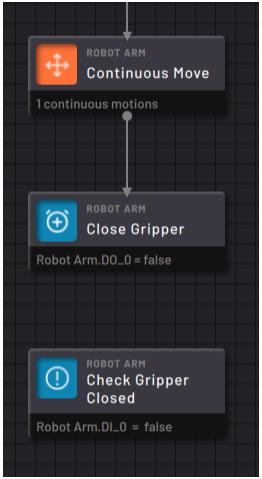 ROBOT ARM
Continuous Move
1 continuous motions
ROBOT ARM
Close Gripper
Robot Arm.DO_0 = false
ROBOT ARM
Check Gripper
Closed
Robot Arm.DI_0 = false